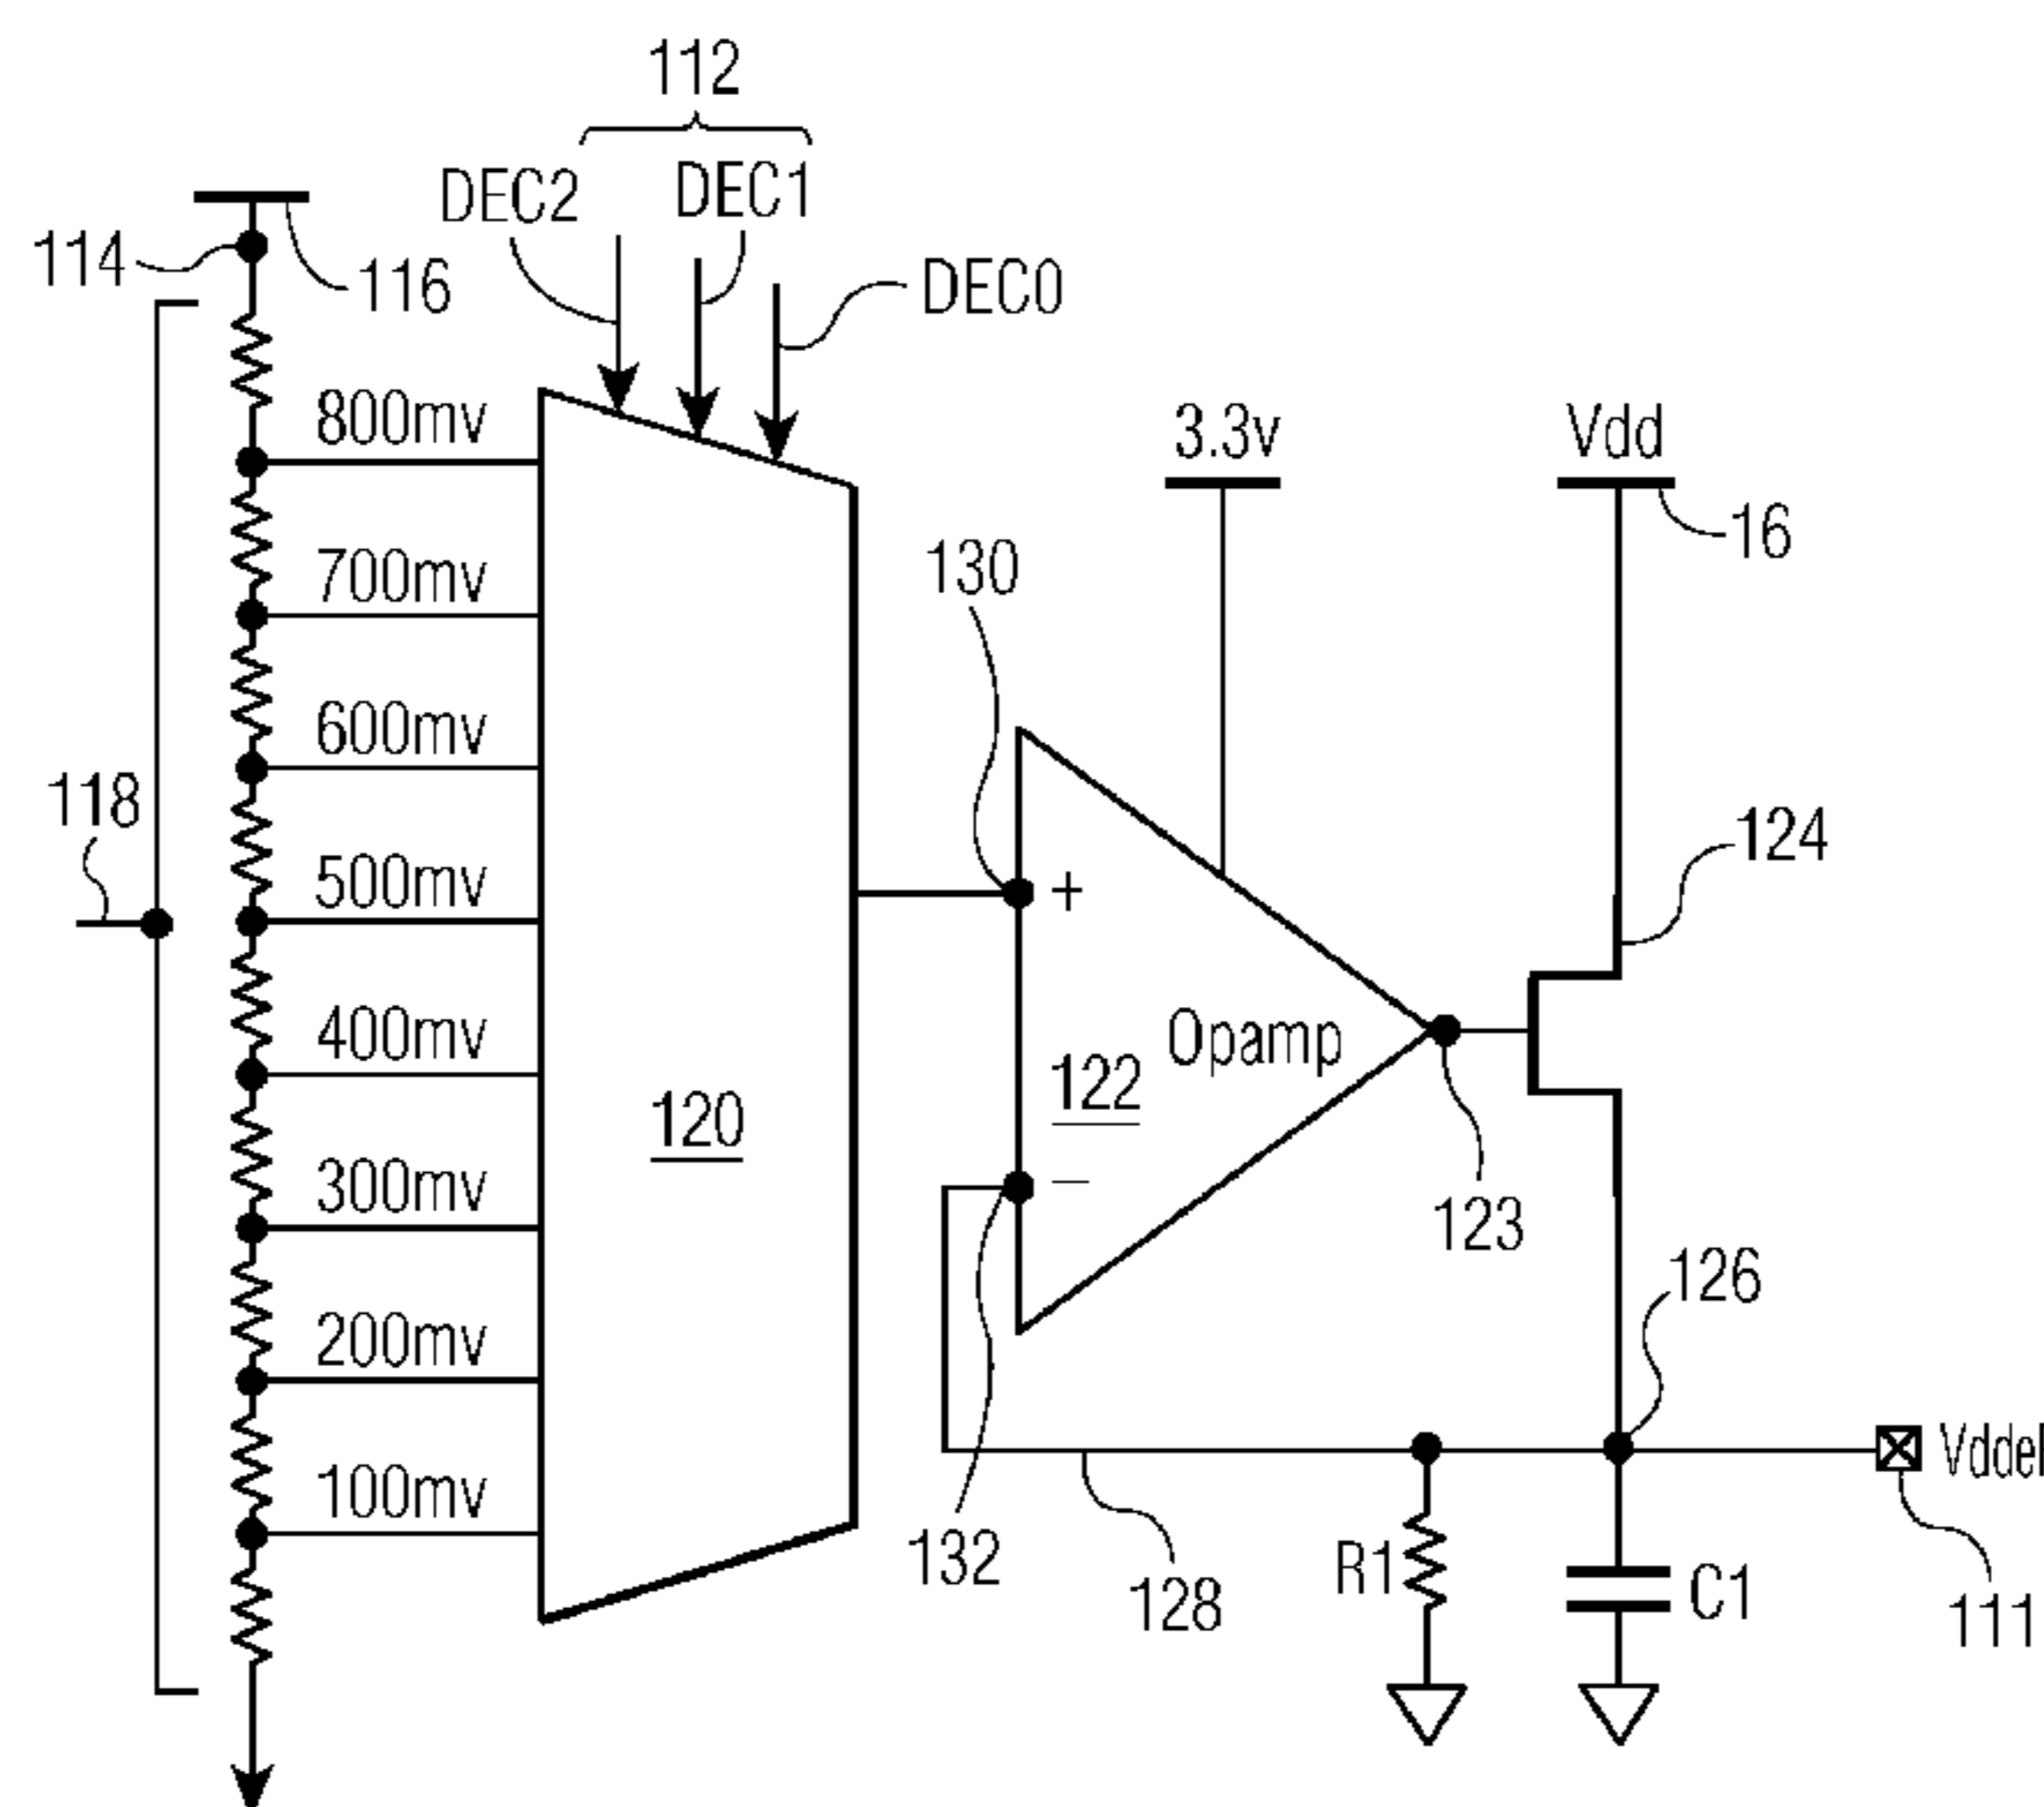 112
DEC2 DEC1
114 116 DEC0
800mv 3.3v Vdd
16
700mv 130
600mv
118 124
500mv +
400mv Opamp
120 122
300mv − 123
126
200mv
100mv Vddel
132 128 R1 C1 111